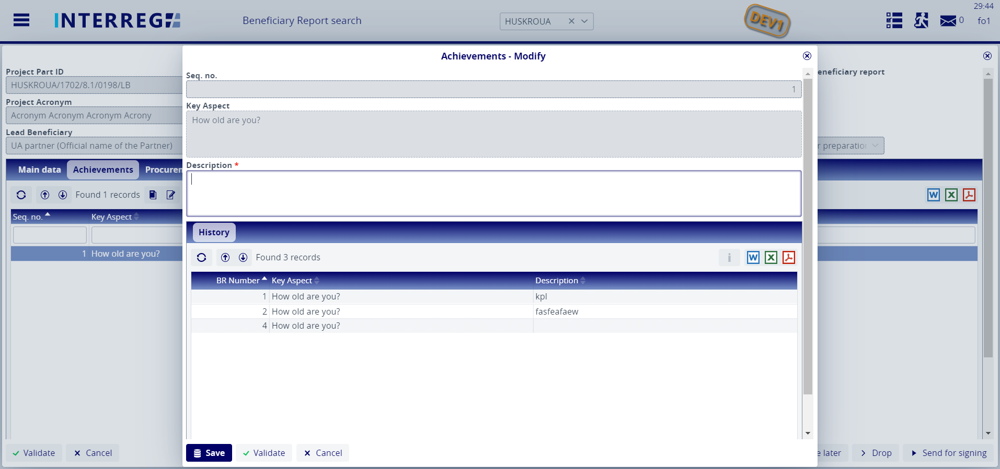 29:44
INTERREG
Beneficiary Report search
HUSKROUA
DEV1
0
fo1
Achievements - Modify
Project Part ID
HUSKROUA/1702/8.1/0198/LB
Project Acronym
Acronym Acronym Acronym Acrony
Lead Beneficiary
UA partner (Official name of the Partner)
Main data
Achievements
Procurem
Found 1 records
Seq. no.
Key Aspect
1
How old are you?
Validate
Cancel
Seq. no.
1
Key Aspect
How old are you?
Description *
History
Found 3 records
W
X
BR Number
Key Aspect
Description
1 How old are you? kpl
2 How old are you? fasfeafaew
4 How old are you?
Save
Validate
Cancel
eneficiary report
r preparation
W
X
e later
Drop
Send for signing